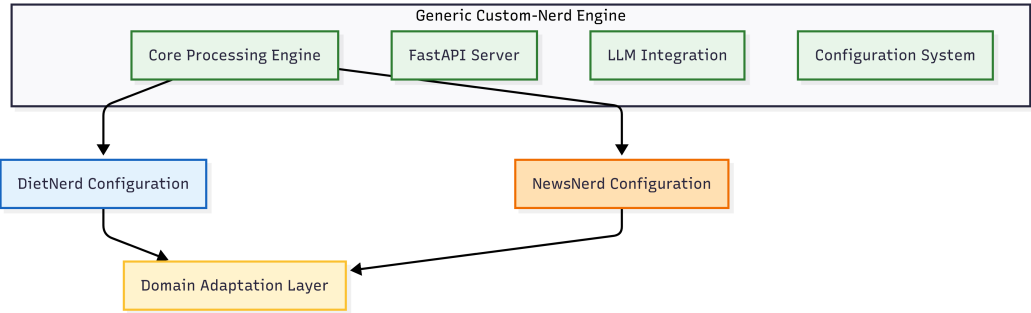 Generic Custom-Nerd Engine
Core Processing Engine
FastAPI Server
LLM Integration
Configuration System
DietNerd Configuration
NewsNerd Configuration
Domain Adaptation Layer